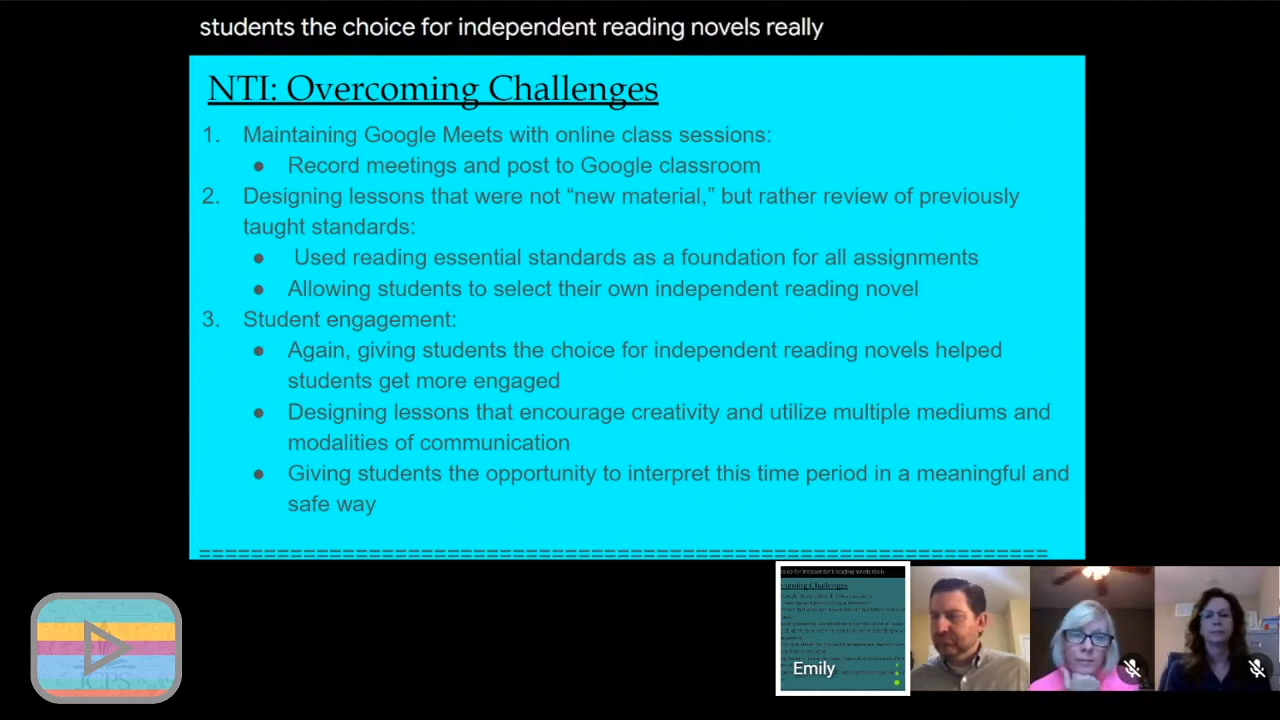 students the choice for independent reading novels really
NTI: Overcoming Challenges
1. Maintaining Google Meets with online class sessions:
● Record meetings and post to Google classroom
2. Designing lessons that were not “new material,” but rather review of previously
taught standards:
● Used reading essential standards as a foundation for all assignments
● Allowing students to select their own independent reading novel
3. Student engagement:
● Again, giving students the choice for independent reading novels helped
students get more engaged
● Designing lessons that encourage creativity and utilize multiple mediums and
modalities of communication
● Giving students the opportunity to interpret this time period in a meaningful and
safe way
Emily
JCPS